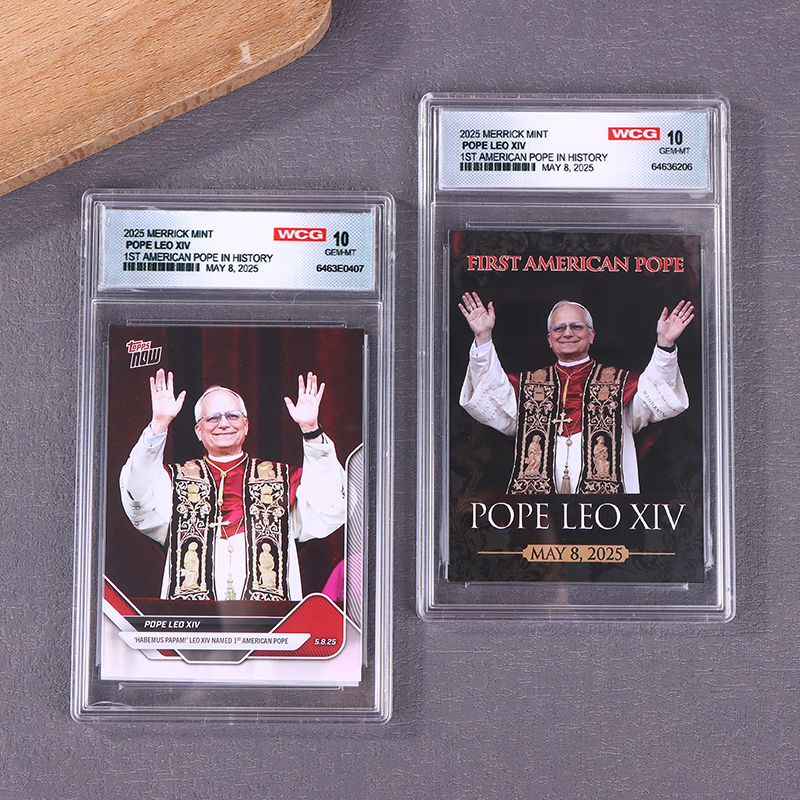 2025 MERRICK MINT
WCG
10
POPE LEO XIV
GEM-MT
1ST AMERICAN POPE IN HISTORY
MAY 8, 2025
6463E0407
Topps
NOW
POPE LEO XIV
'HABEMUS PAPAM!' LEO XIV NAMED 1ST AMERICAN POPE
5.8.25
2025 MERRICK MINT
WCG
10
POPE LEO XIV
GEM-MT
1ST AMERICAN POPE IN HISTORY
MAY 8, 2025
64636206
FIRST AMERICAN POPE
POPE LEO XIV
MAY 8, 2025